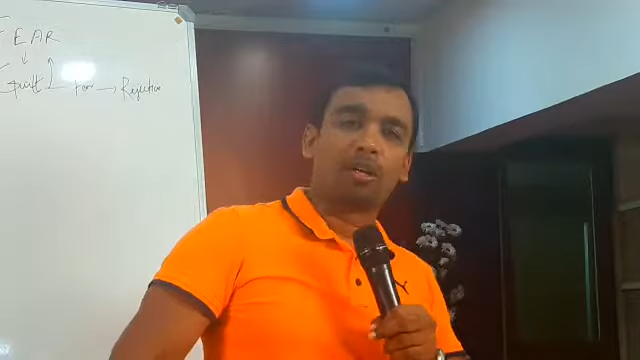 FEAR
Guilt → Fear → Rejection